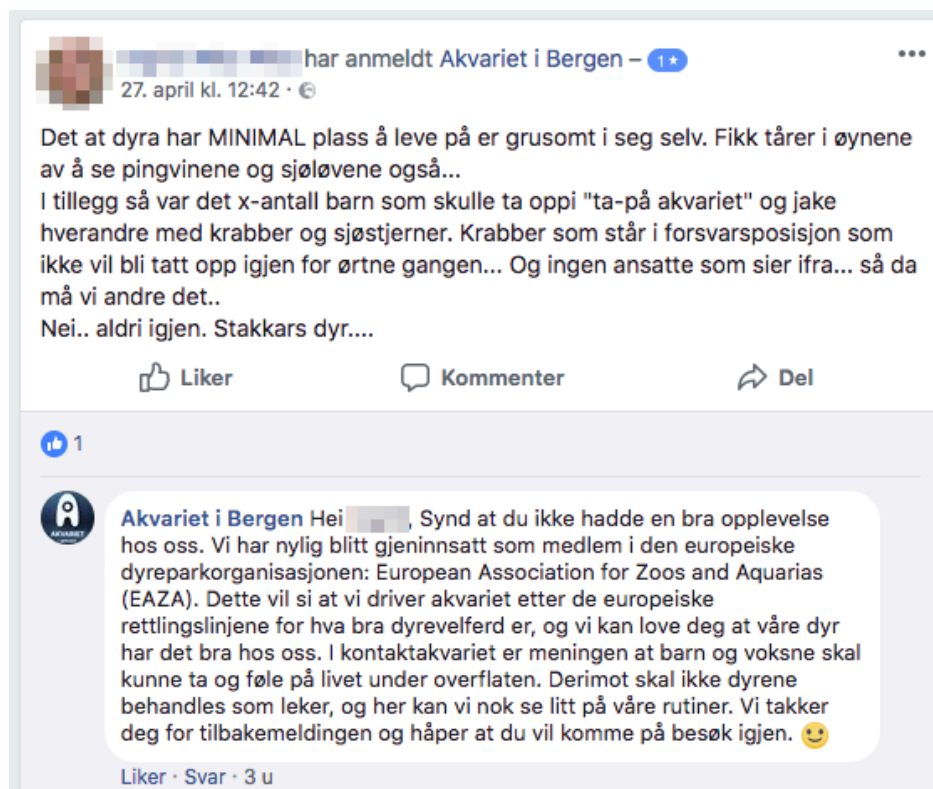 har anmeldt Akvariet i Bergen – 1★
27. april kl. 12:42 ·
Det at dyra har MINIMAL plass å leve på er grusomt i seg selv. Fikk tårer i øynene
av å se pingvinene og sjøløvene også...
I tillegg så var det x-antall barn som skulle ta oppi "ta-på akvariet" og jake
hverandre med krabber og sjøstjerner. Krabber som står i forsvarsposisjon som
ikke vil bli tatt opp igjen for ørtne gangen... Og ingen ansatte som sier ifra... så da
må vi andre det..
Nei.. aldri igjen. Stakkars dyr....
Liker Kommenter Del
1
AKVARIET
Akvariet i Bergen Hei , Synd at du ikke hadde en bra opplevelse
hos oss. Vi har nylig blitt gjeninnsatt som medlem i den europeiske
dyreparkorganisasjonen: European Association for Zoos and Aquarias
(EAZA). Dette vil si at vi driver akvariet etter de europeiske
rettlingslinjene for hva bra dyrevelferd er, og vi kan love deg at våre dyr
har det bra hos oss. I kontaktakvariet er meningen at barn og voksne skal
kunne ta og føle på livet under overflaten. Derimot skal ikke dyrene
behandles som leker, og her kan vi nok se litt på våre rutiner. Vi takker
deg for tilbakemeldingen og håper at du vil komme på besøk igjen. 🙂
Liker · Svar · 3 u